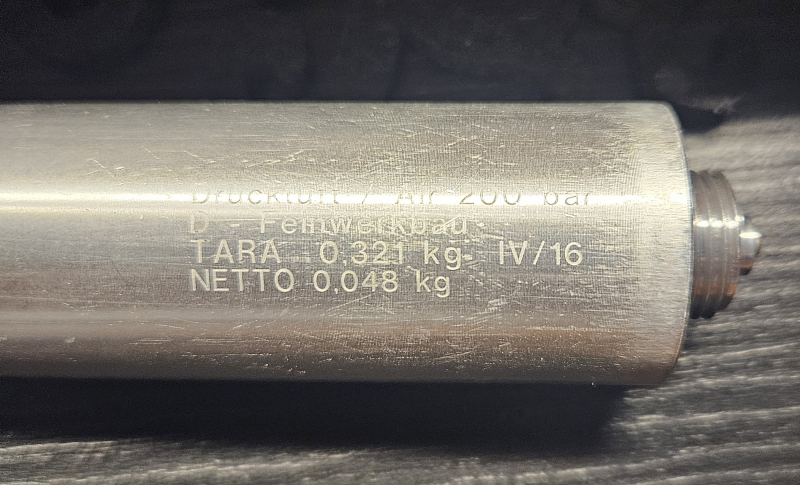 Druckluft / Air 200 bar
D - Feinwerkbau
TARA 0,321 kg IV/16
NETTO 0,048 kg